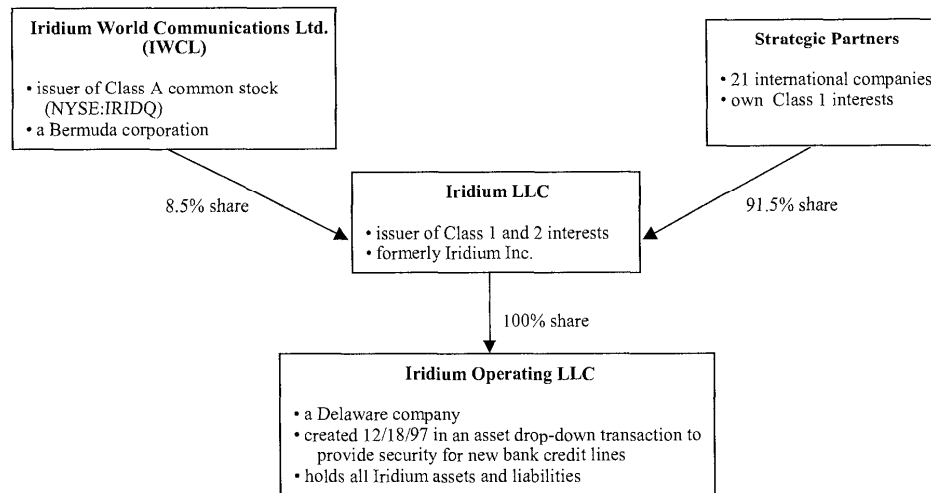 Iridium World Communications Ltd.
(IWCL)
• issuer of Class A common stock
(NYSE:IRIDQ)
• a Bermuda corporation
Strategic Partners
• 21 international companies
• own Class 1 interests
8.5% share
91.5% share
Iridium LLC
• issuer of Class 1 and 2 interests
• formerly Iridium Inc.
100% share
Iridium Operating LLC
• a Delaware company
• created 12/18/97 in an asset drop-down transaction to
provide security for new bank credit lines
• holds all Iridium assets and liabilities